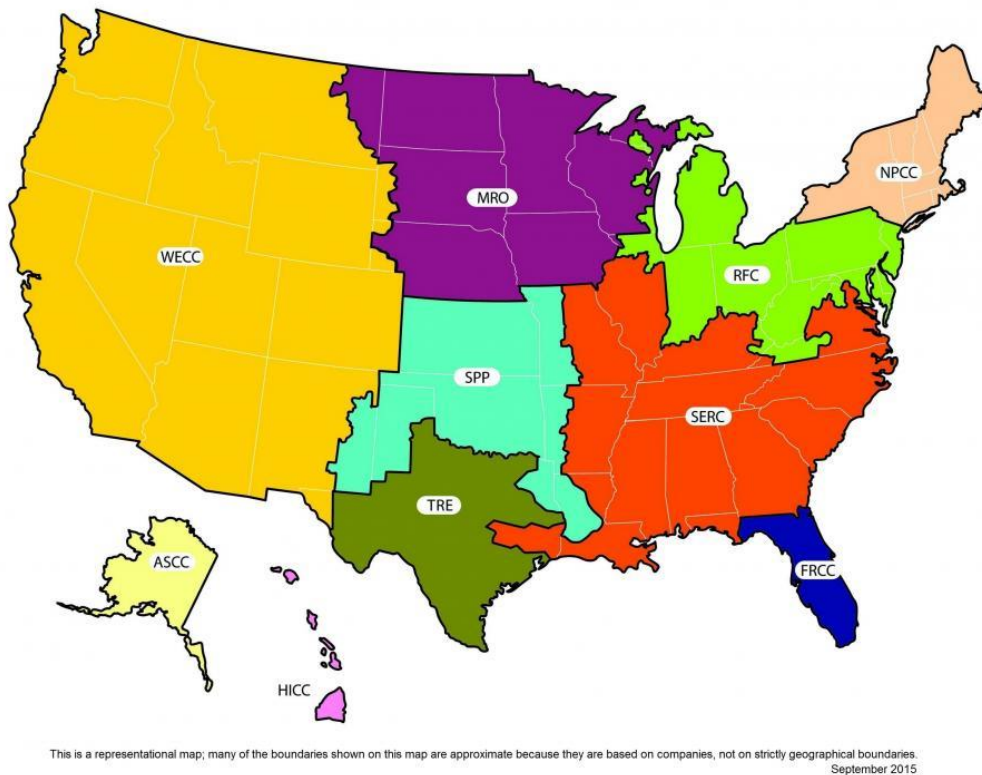 NPCC
MRO
WECC
RFC
SPP
SERC
TRE
ASCC
FRCC
HICC
This is a representational map; many of the boundaries shown on this map are approximate because they are based on companies, not on strictly geographical boundaries.
September 2015